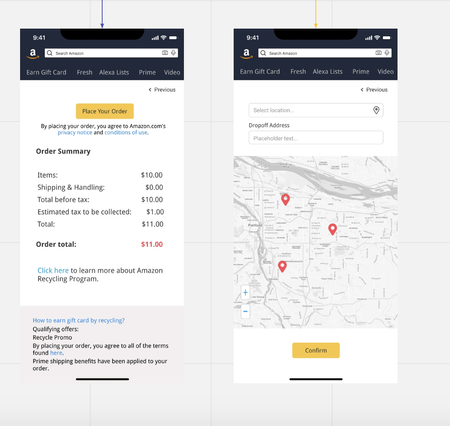 9:41
Search Amazon
Earn Gift Card Fresh Alexa Lists Prime Video
< Previous
Place Your Order
By placing your order, you agree to Amazon.com's
privacy notice and conditions of use.
Order Summary
Items: $10.00
Shipping & Handling: $0.00
Total before tax: $10.00
Estimated tax to be collected: $1.00
Total: $11.00
Order total: $11.00
Click here to learn more about Amazon
Recycling Program.
How to earn gift card by recycling?
Qualifying offers:
Recycle Promo
By placing your order, you agree to all of the terms
found here.
Prime shipping benefits have been applied to your
order.
9:41
Search Amazon
Earn Gift Card Fresh Alexa Lists Prime Video
< Previous
Select location...
Dropoff Address
Placeholder text...
Portland
+
−
Confirm